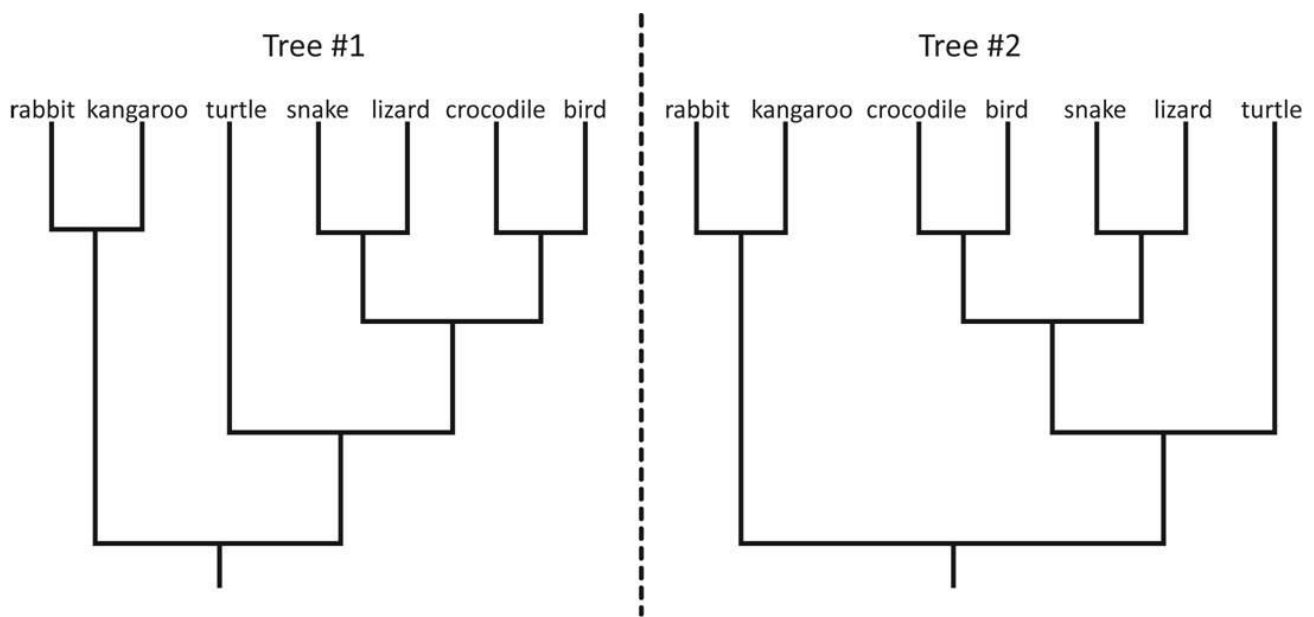 Tree #1
rabbit kangaroo turtle snake lizard crocodile bird
Tree #2
rabbit kangaroo crocodile bird snake lizard turtle